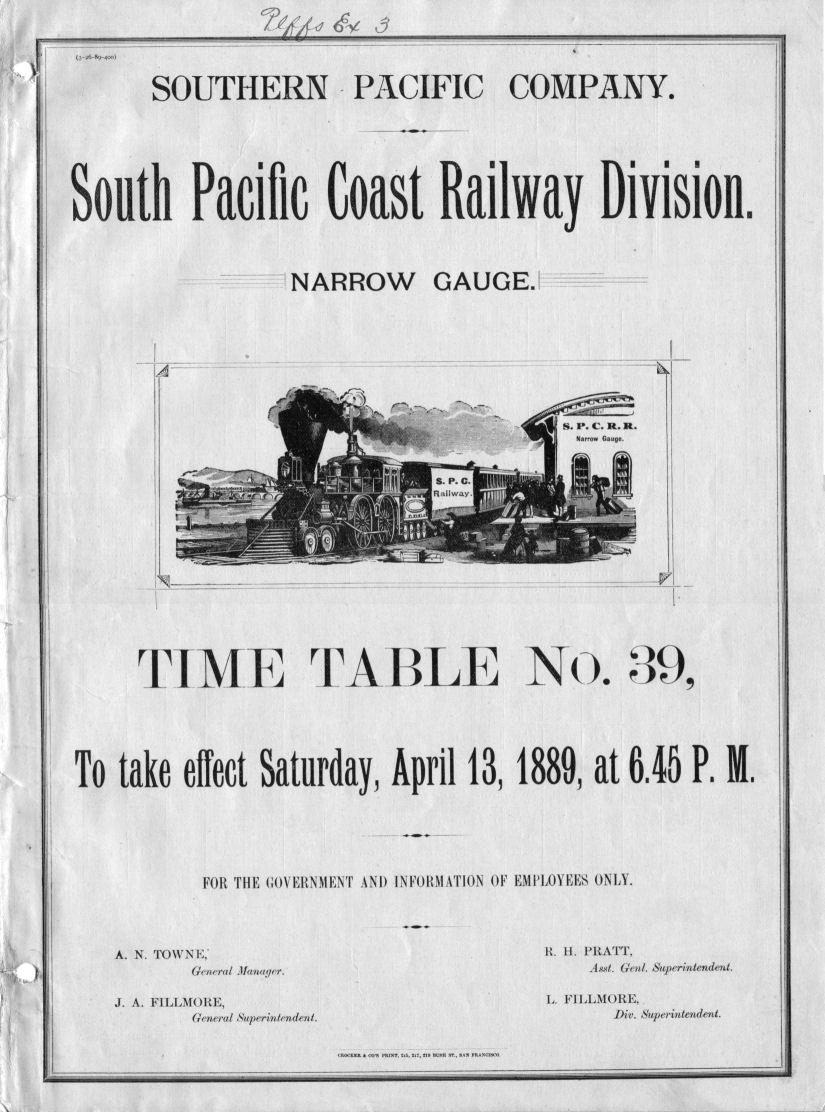 Plffs Ex 3
(3-26-89-400)
SOUTHERN PACIFIC COMPANY.
South Pacific Coast Railway Division.
NARROW GAUGE.
S. P. C. R. R.
Narrow Gauge.
S. P. C.
Railway.
TIME TABLE No. 39,
To take effect Saturday, April 13, 1889, at 6.45 P. M.
FOR THE GOVERNMENT AND INFORMATION OF EMPLOYEES ONLY.
A. N. TOWNE,
General Manager.
J. A. FILLMORE,
General Superintendent.
R. H. PRATT,
Asst. Genl. Superintendent.
L. FILLMORE,
Div. Superintendent.
CROCKER & CO'S PRINT, 215, 217, 219 BUSH ST., SAN FRANCISCO.